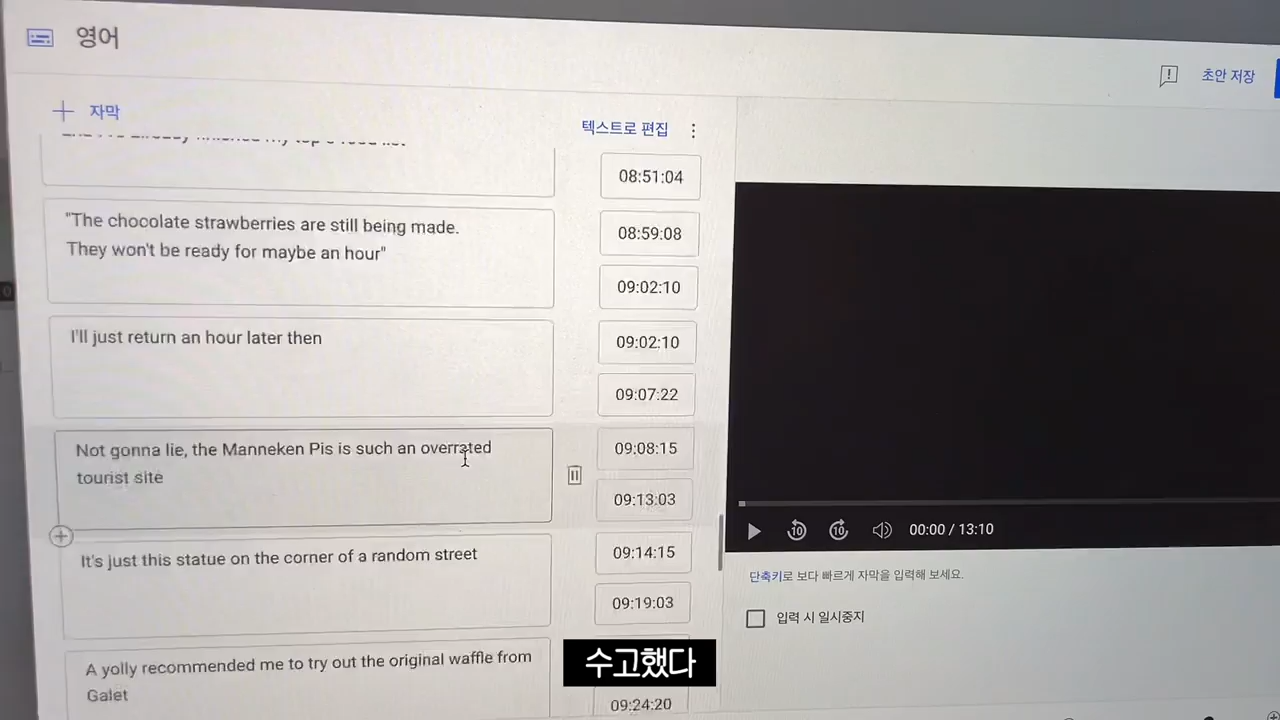 영어
초안 저장
자막
텍스트로 편집
08:51:04
"The chocolate strawberries are still being made.
They won't be ready for maybe an hour"
08:59:08
09:02:10
I'll just return an hour later then
09:02:10
09:07:22
Not gonna lie, the Manneken Pis is such an overrated
tourist site
09:08:15
09:13:03
It's just this statue on the corner of a random street
09:14:15
09:19:03
A yolly recommended me to try out the original waffle from
Galet
09:24:20
10
10
00:00 / 13:10
단축키로 보다 빠르게 자막을 입력해 보세요.
입력 시 일시중지
수고했다